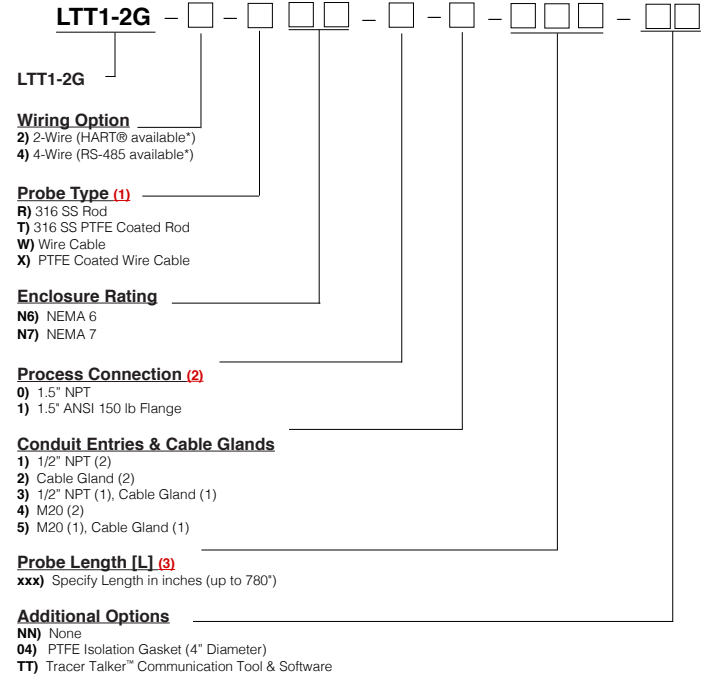 LTT1-2G – □ – □ □□ – □ – □ – □□□ – □□
LTT1-2G
Wiring Option
2) 2-Wire (HART® available*)
4) 4-Wire (RS-485 available*)
Probe Type (1)
R) 316 SS Rod
T) 316 SS PTFE Coated Rod
W) Wire Cable
X) PTFE Coated Wire Cable
Enclosure Rating
N6) NEMA 6
N7) NEMA 7
Process Connection (2)
0) 1.5" NPT
1) 1.5" ANSI 150 lb Flange
Conduit Entries & Cable Glands
1) 1/2" NPT (2)
2) Cable Gland (2)
3) 1/2" NPT (1), Cable Gland (1)
4) M20 (2)
5) M20 (1), Cable Gland (1)
Probe Length [L] (3)
xxx) Specify Length in inches (up to 780")
Additional Options
NN) None
04) PTFE Isolation Gasket (4" Diameter)
TT) Tracer Talker™ Communication Tool & Software